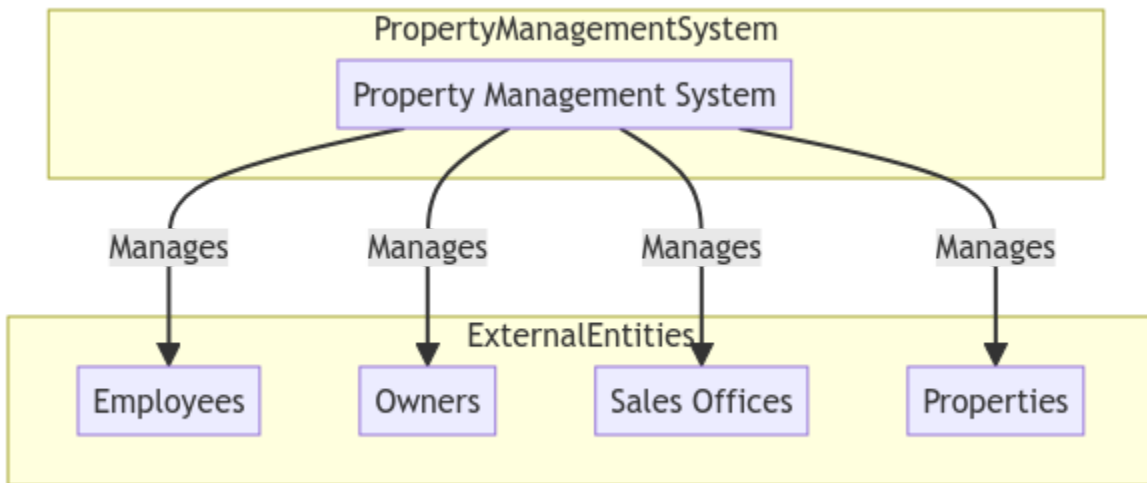 PropertyManagementSystem
Property Management System
Manages Manages Manages Manages
ExternalEntities
Employees Owners Sales Offices Properties